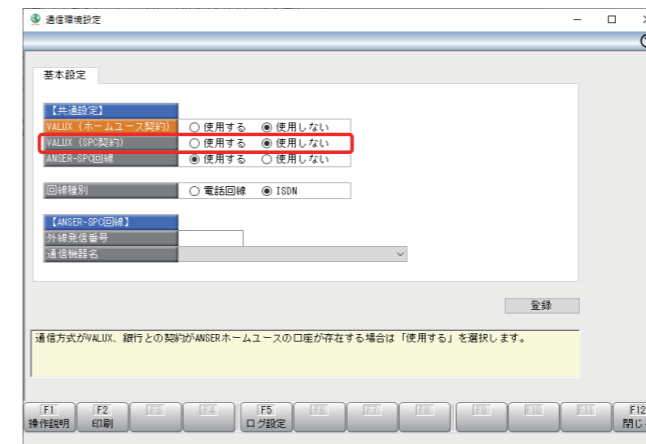 通信環境設定
基本設定
【共通設定】
VALUX (ホームユース契約) 使用する 使用しない
VALUX (SPC契約) 使用する 使用しない
ANSER-SPC回線 使用する 使用しない
回線種別 電話回線 ISDN
【ANSER-SPC回線】
外線発信番号
通信機器名
登録
通信方式がVALUX、銀行との契約がANSERホームユースの口座が存在する場合は「使用する」を選択します。
F1 F2 F3 F4 F5 F6 F7 F8 F9 F10 F11 F12
操作説明 印刷 ログ設定 閉じ